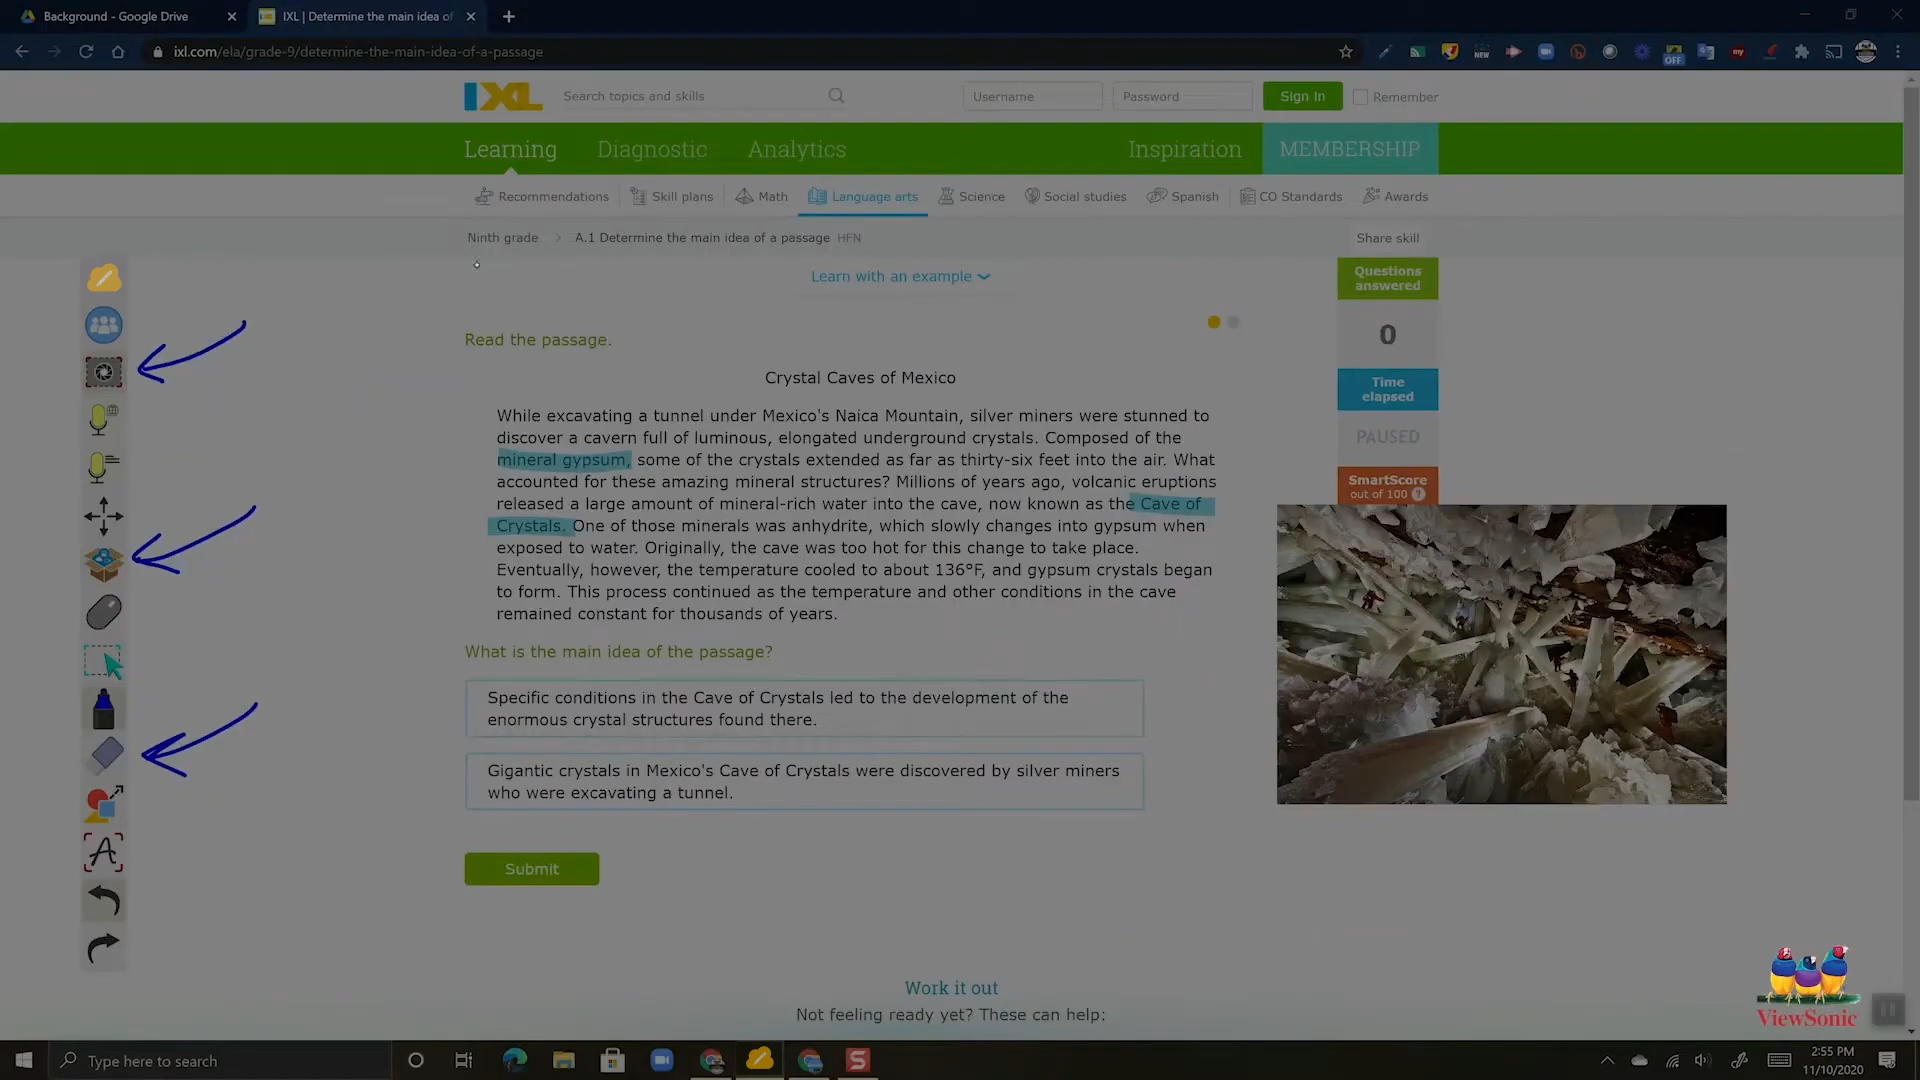 Background - Google Drive
IXL | Determine the main idea of
ixl.com/ela/grade-9/determine-the-main-idea-of-a-passage
NEW
OFF
my
IXL
Search topics and skills
Username
Password
Sign In
Remember
Learning
Diagnostic
Analytics
Inspiration
MEMBERSHIP
Recommendations
Skill plans
Math
Language arts
Science
Social studies
Spanish
CO Standards
Awards
Ninth grade
A.1 Determine the main idea of a passage HFN
Share skill
Learn with an example
Questions
answered
0
Time
elapsed
PAUSED
SmartScore
out of 100 ?
Read the passage.
Crystal Caves of Mexico
While excavating a tunnel under Mexico's Naica Mountain, silver miners were stunned to
discover a cavern full of luminous, elongated underground crystals. Composed of the
mineral gypsum, some of the crystals extended as far as thirty-six feet into the air. What
accounted for these amazing mineral structures? Millions of years ago, volcanic eruptions
released a large amount of mineral-rich water into the cave, now known as the Cave of
Crystals. One of those minerals was anhydrite, which slowly changes into gypsum when
exposed to water. Originally, the cave was too hot for this change to take place.
Eventually, however, the temperature cooled to about 136°F, and gypsum crystals began
to form. This process continued as the temperature and other conditions in the cave
remained constant for thousands of years.
What is the main idea of the passage?
Specific conditions in the Cave of Crystals led to the development of the
enormous crystal structures found there.
Gigantic crystals in Mexico's Cave of Crystals were discovered by silver miners
who were excavating a tunnel.
Submit
Work it out
Not feeling ready yet? These can help:
A
ViewSonic
Type here to search
S
2:55 PM
11/10/2020